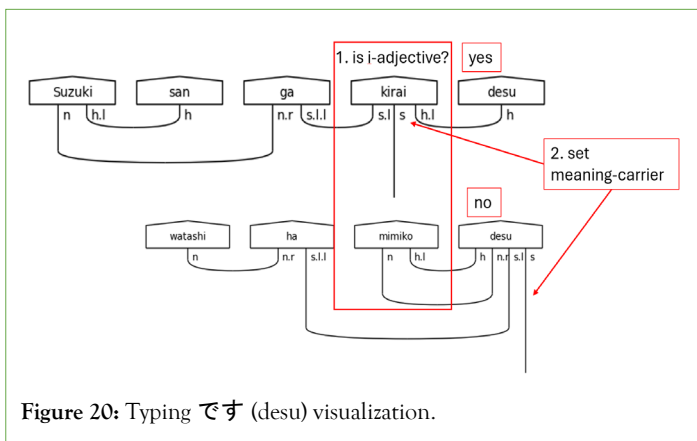 1. is i-adjective? yes
Suzuki san ga kirai desu
n h.l h n.r s.l.l s.l s h.l h
2. set
meaning-carrier
no
watashi ha mimiko desu
n n.r s.l.l n h.l h n.r s.l s
Figure 20: Typing です (desu) visualization.